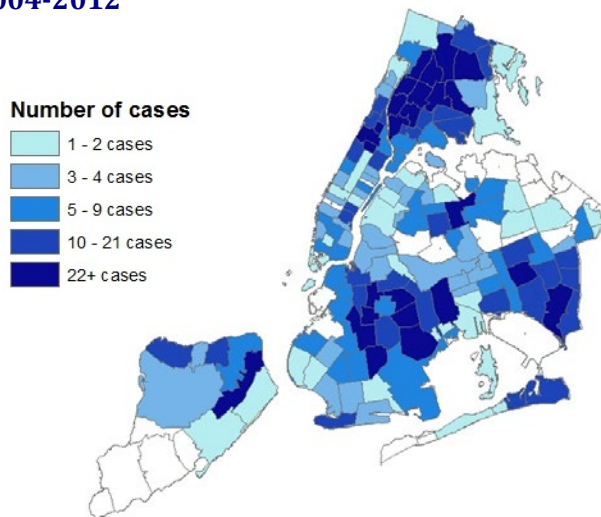 Number of cases
1 - 2 cases
3 - 4 cases
5 - 9 cases
10 - 21 cases
22+ cases